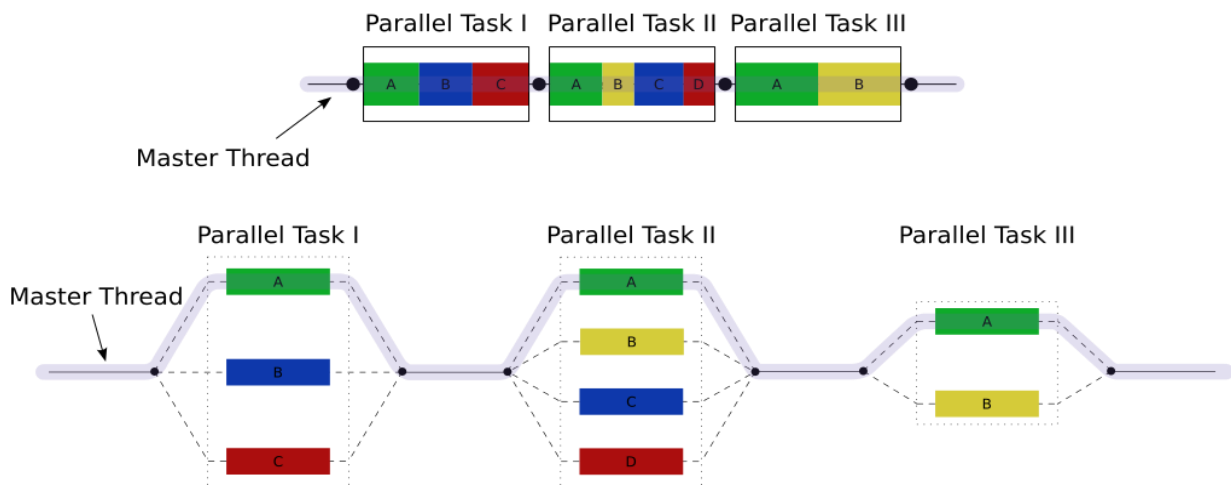 Parallel Task I
Parallel Task II
Parallel Task III
A
B
C
A
B
C
D
A
B
Master Thread
Parallel Task I
Parallel Task II
Parallel Task III
Master Thread
A
B
C
A
B
C
D
A
B